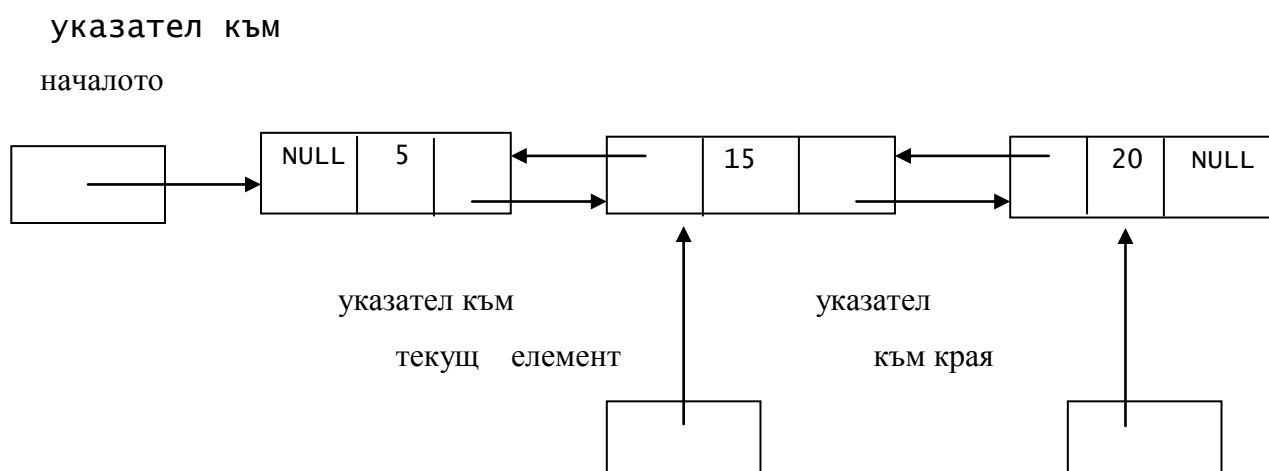 указател към
началото
NULL 5 15 20 NULL
указател към указател
текущ елемент към края